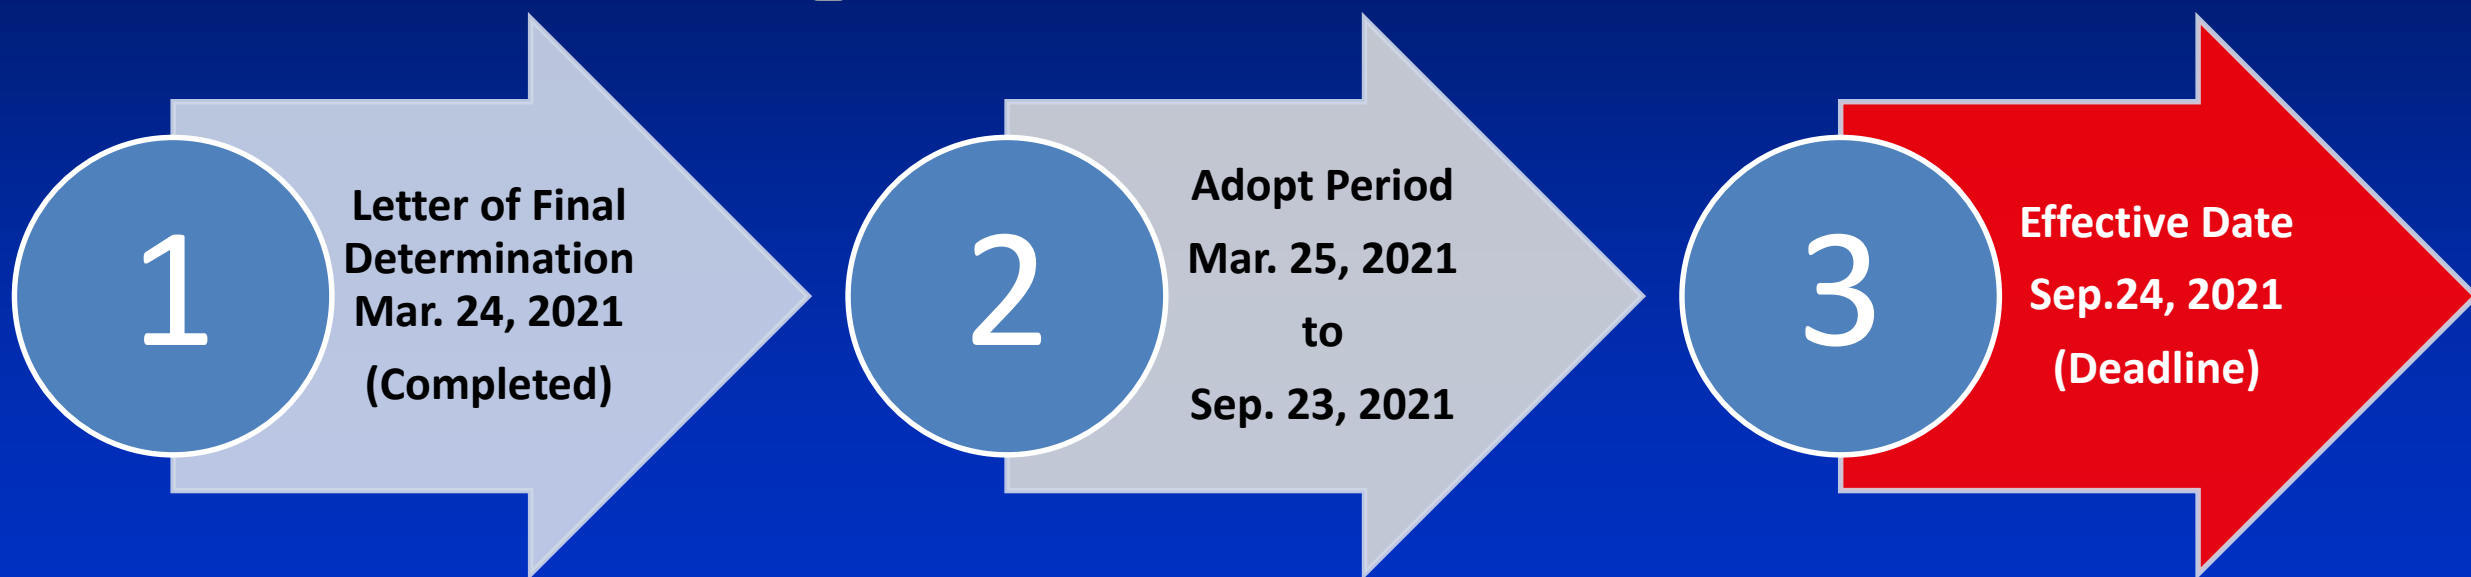 1
Letter of Final
Determination
Mar. 24, 2021
(Completed)
2
Adopt Period
Mar. 25, 2021
to
Sep. 23, 2021
3
Effective Date
Sep.24, 2021
(Deadline)